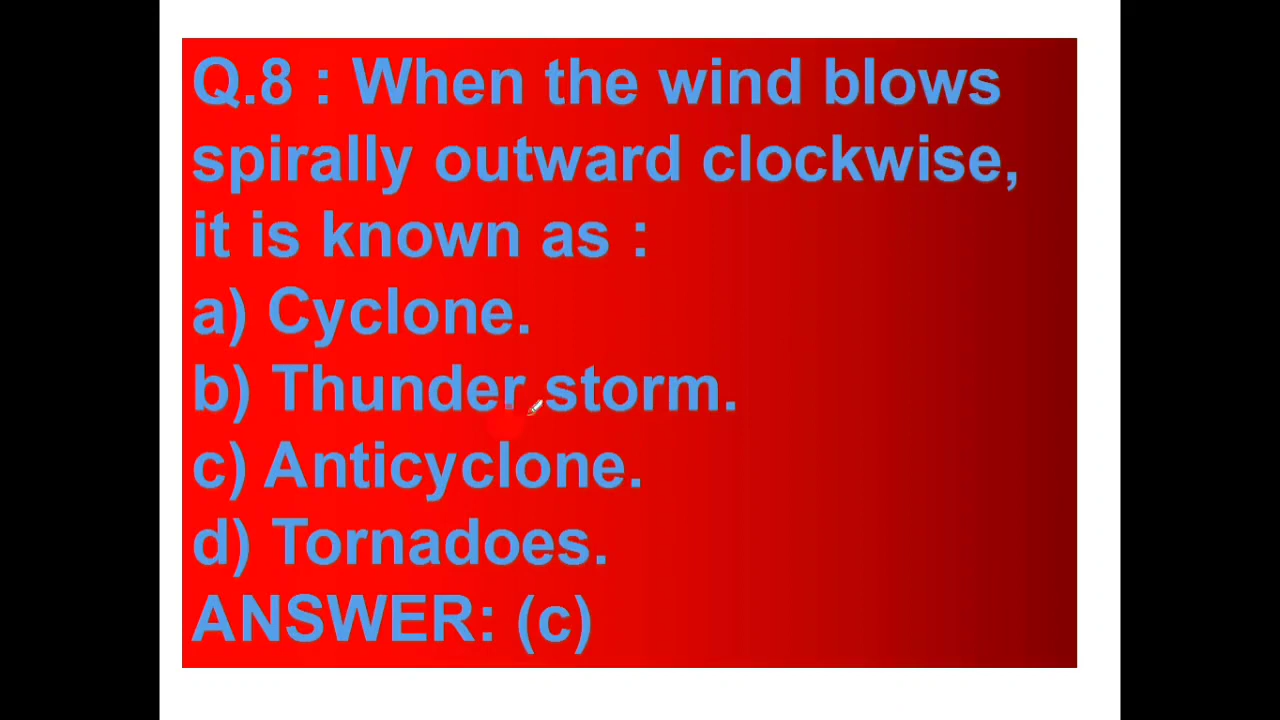 Q.8 : When the wind blows
spirally outward clockwise,
it is known as :
a) Cyclone.
b) Thunder storm.
c) Anticyclone.
d) Tornadoes.
ANSWER: (c)